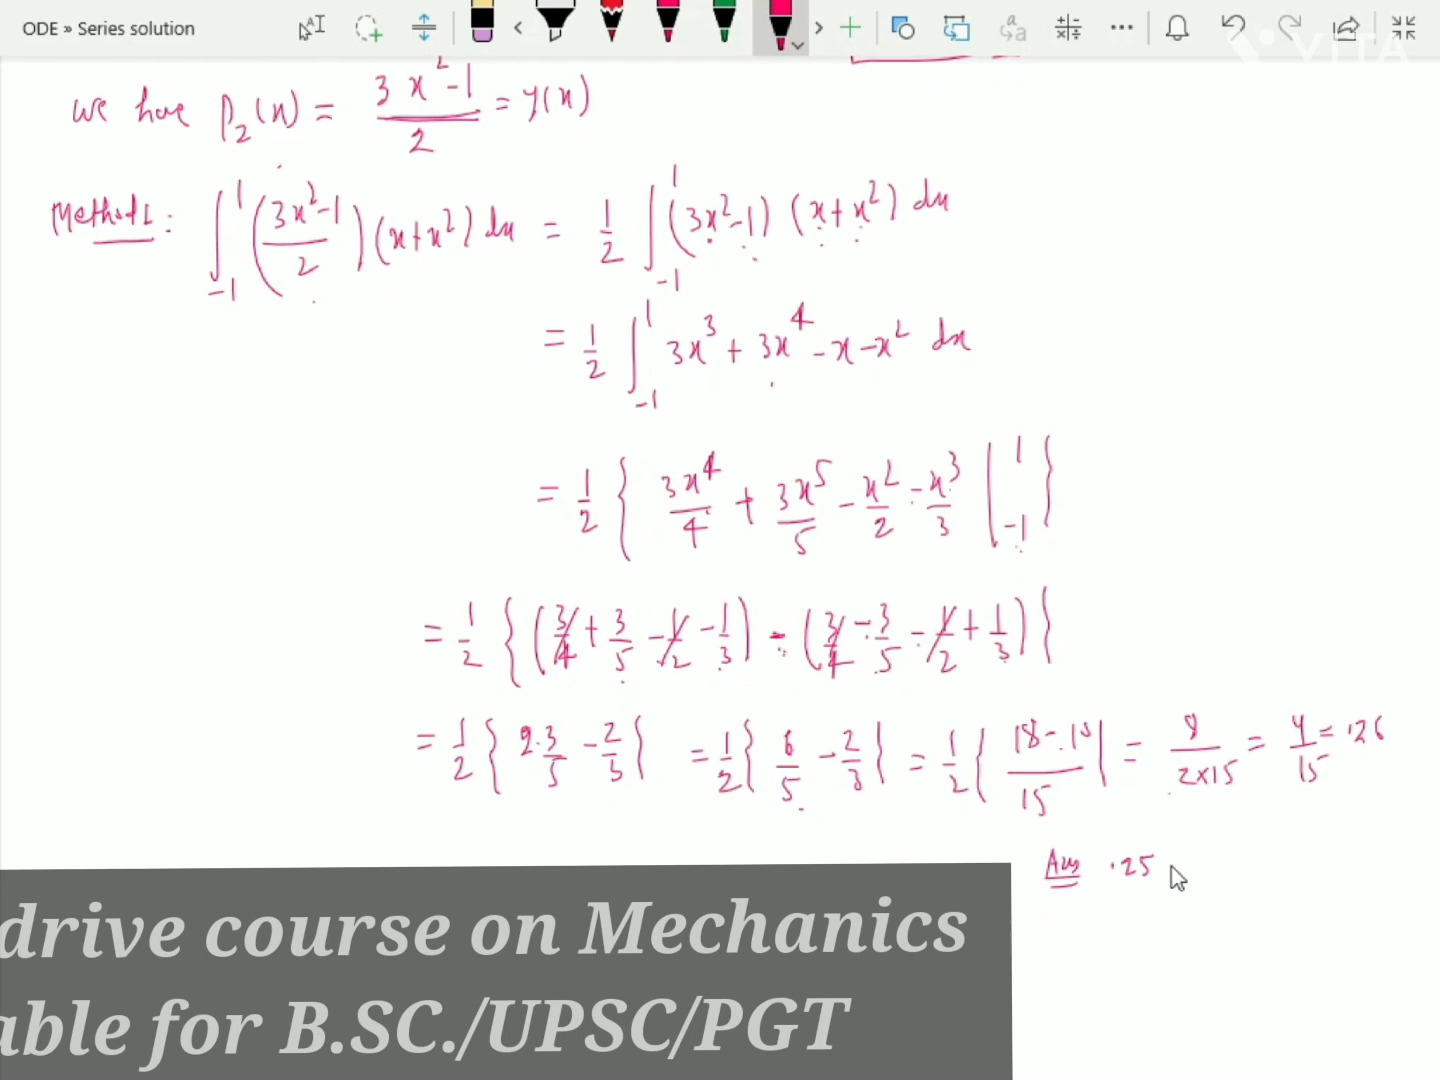 ODE » Series solution
VITA
We have P₂(x) = (3x²-1)/2 = y(x)
Method 1: ∫₋₁¹ ((3x²-1)/2)(x+x²) dx = 1/2 ∫₋₁¹ (3x²-1)(x+x²) dx
= 1/2 ∫₋₁¹ 3x³ + 3x⁴ - x - x² dx
= 1/2 { 3x⁴/4 + 3x⁵/5 - x²/2 - x³/3 |₋₁¹ }
= 1/2 { (3/4 + 3/5 - 1/2 - 1/3) - (3/4 - 3/5 - 1/2 + 1/3) }
= 1/2 { 2·3/5 - 2/3 } = 1/2 { 6/5 - 2/3 } = 1/2 { (18-10)/15 } = 8/(2×15) = 4/15 = .26
Ans .25
drive course on Mechanics
able for B.SC./UPSC/PGT